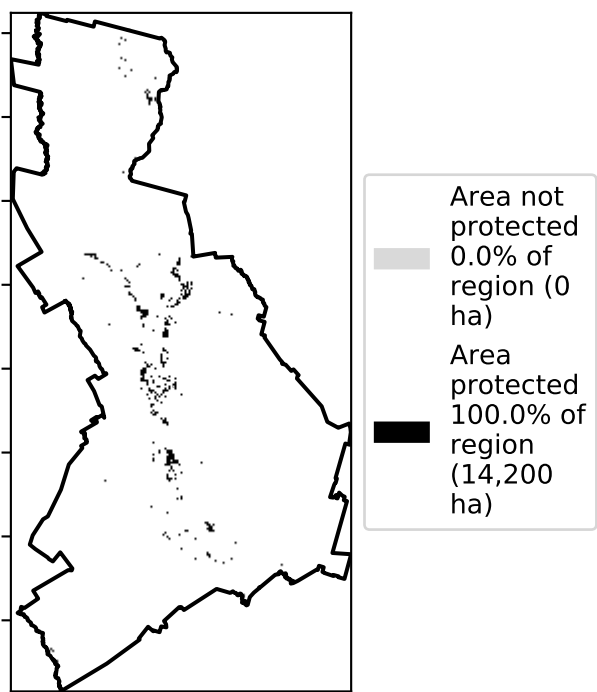 Area not
protected
0.0% of
region (0
ha)
Area
protected
100.0% of
region
(14,200
ha)